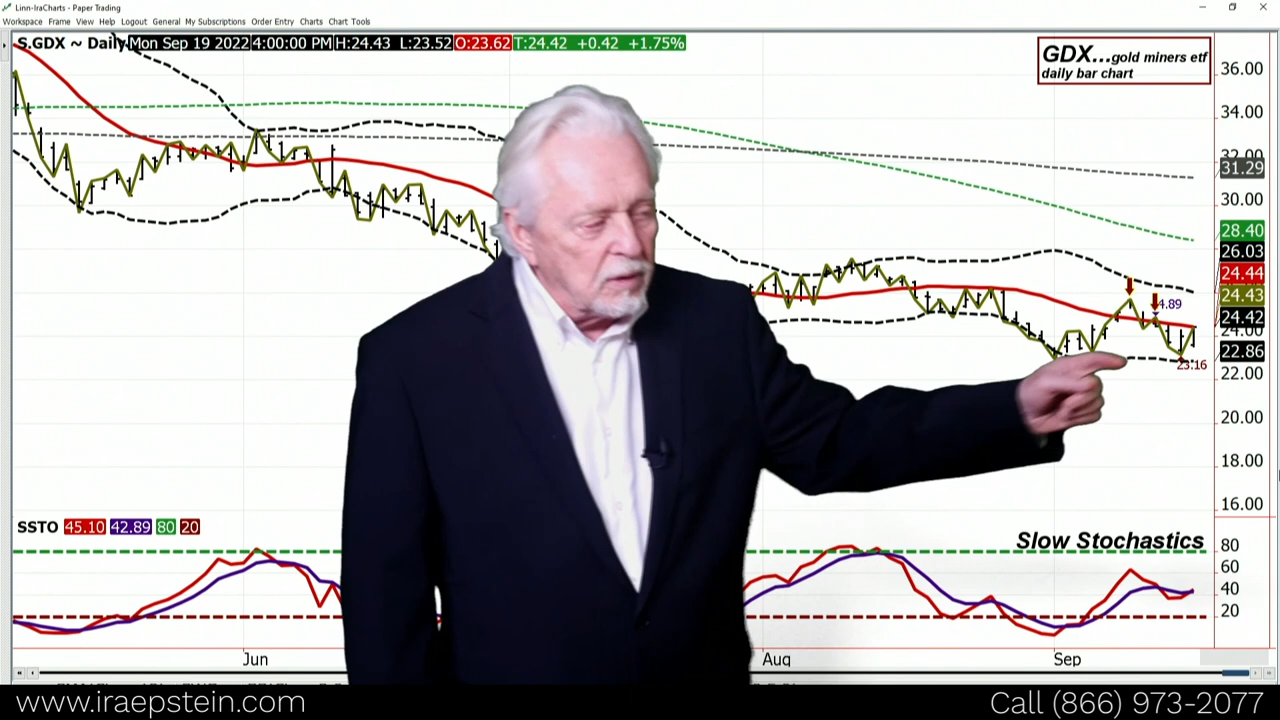 Linn-IraCharts - Paper Trading
Workspace Frame View Help Logout General My Subscriptions Order Entry Charts Chart Tools
S.GDX ~ Daily Mon Sep 19 2022 4:00:00 PM H:24.43 L:23.52 O:23.62 T:24.42 +0.42 +1.75%
GDX...gold miners etf
daily bar chart
36.00
34.00
32.00
31.29
30.00
28.40
26.03
24.44
24.43
24.42
24.00
22.86
22.00
20.00
18.00
16.00
4.89
23.16
SSTO 45.10 42.89 80 20
Slow Stochastics
80
60
40
20
Jun
Aug
Sep
www.iraepstein.com
Call (866) 973-2077